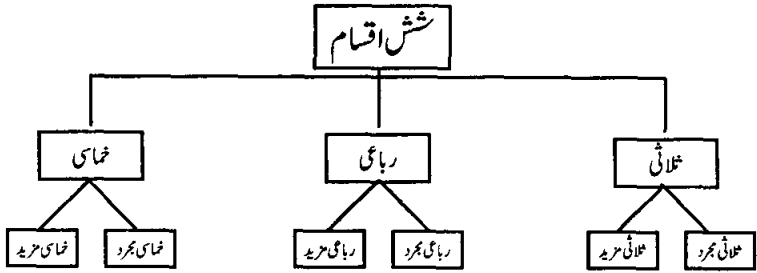 شش اقسام
ثلاثی
رباعی
خماسی
ثلاثی مجرد
ثلاثی مزید
رباعی مجرد
رباعی مزید
خماسی مجرد
خماسی مزید